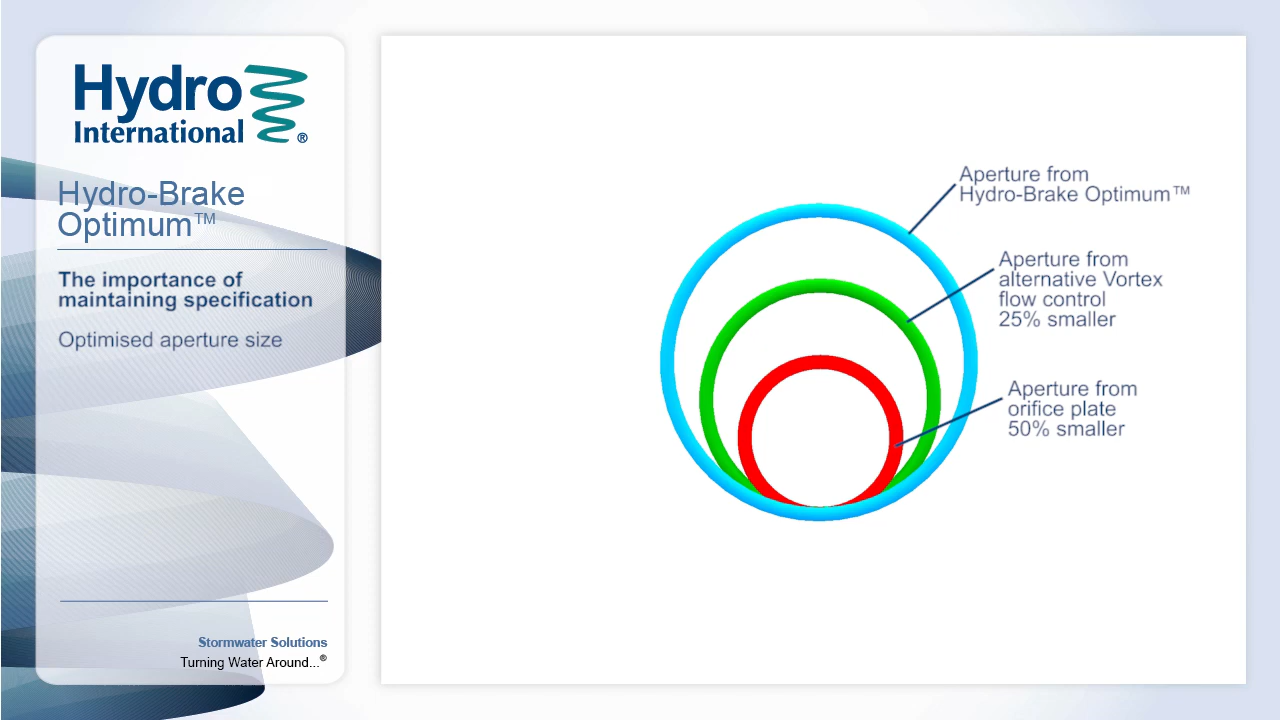 Hydro
International ®
Hydro-Brake
Optimum™
The importance of
maintaining specification
Optimised aperture size
Stormwater Solutions
Turning Water Around...®
Aperture from
Hydro-Brake Optimum™
Aperture from
alternative Vortex
flow control
25% smaller
Aperture from
orifice plate
50% smaller